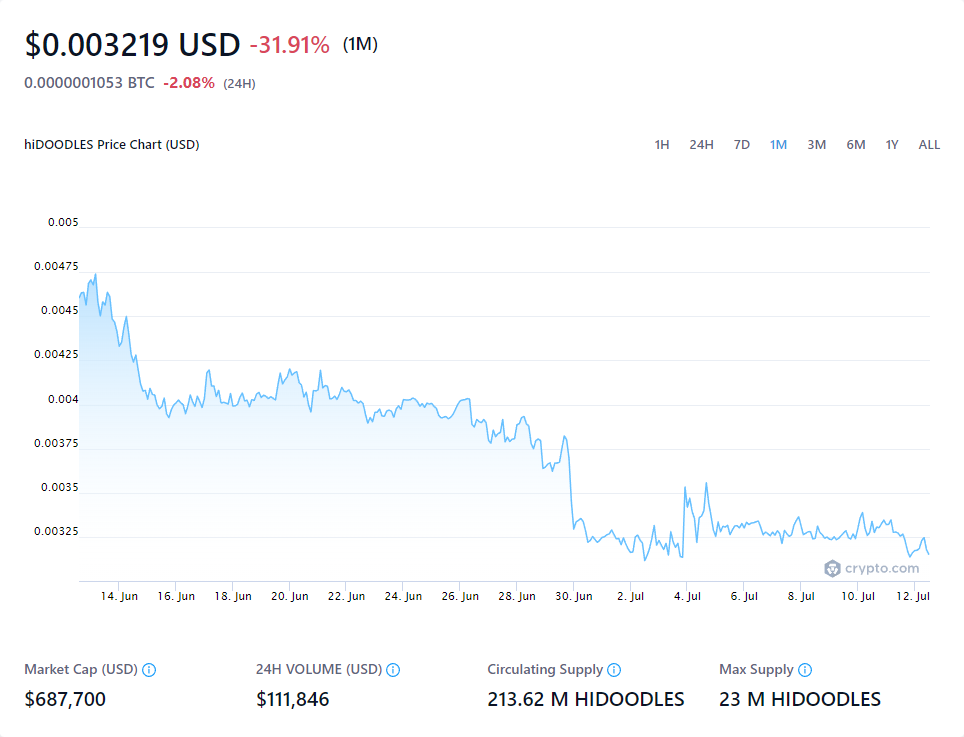 $0.003219 USD -31.91% (1M)
0.0000001053 BTC -2.08% (24H)
hiDOODLES Price Chart (USD) 1H 24H 7D 1M 3M 6M 1Y ALL
0.005
0.00475
0.0045
0.00425
0.004
0.00375
0.0035
0.00325
crypto.com
14. Jun 16. Jun 18. Jun 20. Jun 22. Jun 24. Jun 26. Jun 28. Jun 30. Jun 2. Jul 4. Jul 6. Jul 8. Jul 10. Jul 12. Jul
Market Cap (USD) 24H VOLUME (USD) Circulating Supply Max Supply
$687,700 $111,846 213.62 M HIDOODLES 23 M HIDOODLES